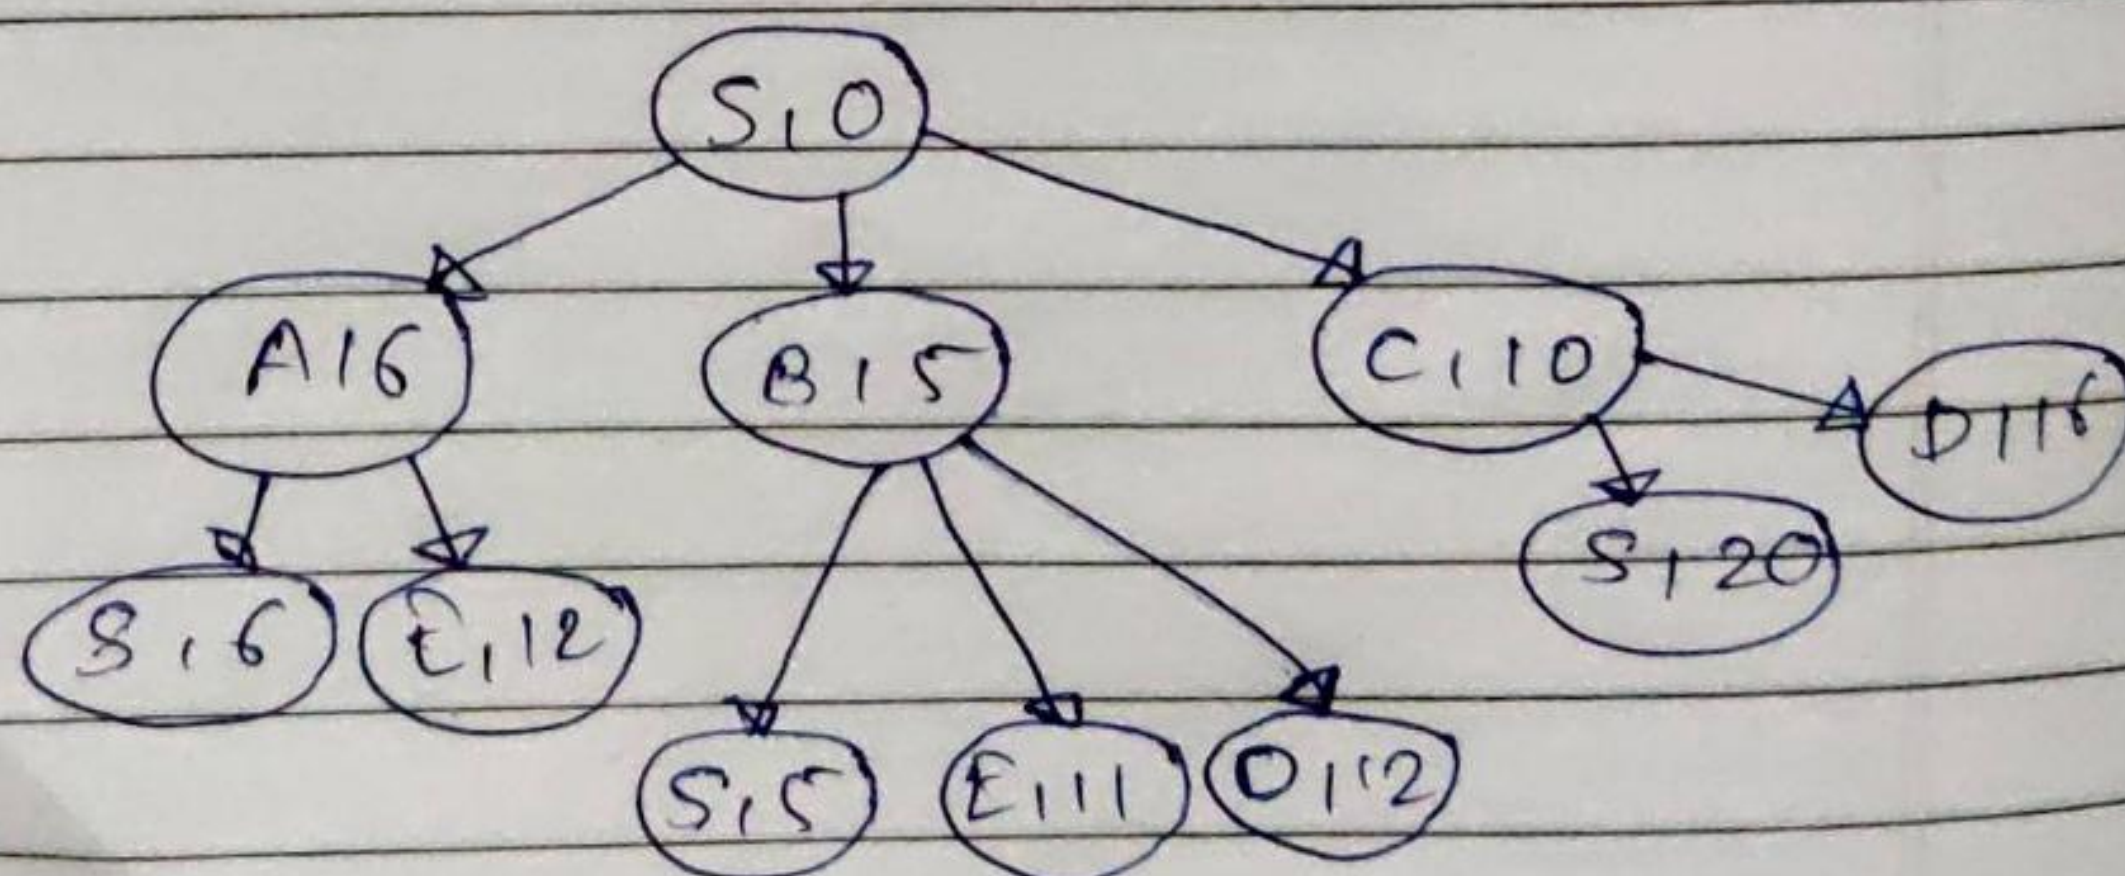 S, 0
A, 6
B, 5
C, 10
D, 16
S, 6
E, 12
S, 20
S, 5
E, 11
D, 12